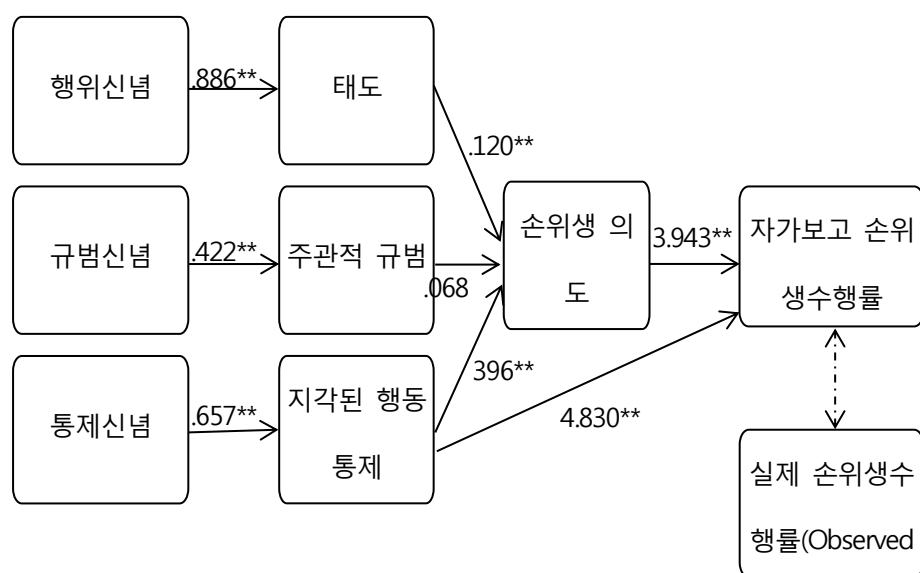 행위신념
.886**
태도
.120**
규범신념
.422**
주관적 규범
.068
손위생 의
도
3.943**
자가보고 손위
생수행률
통제신념
.657**
지각된 행동
통제
396**
4.830**
실제 손위생수
행률(Observed